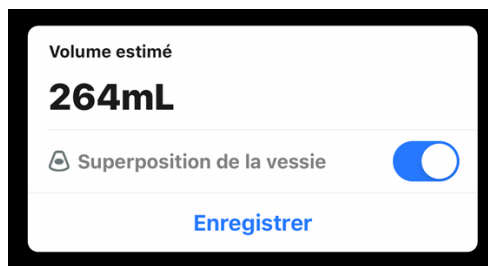 Volume estimé
264mL
Superposition de la vessie
Enregistrer